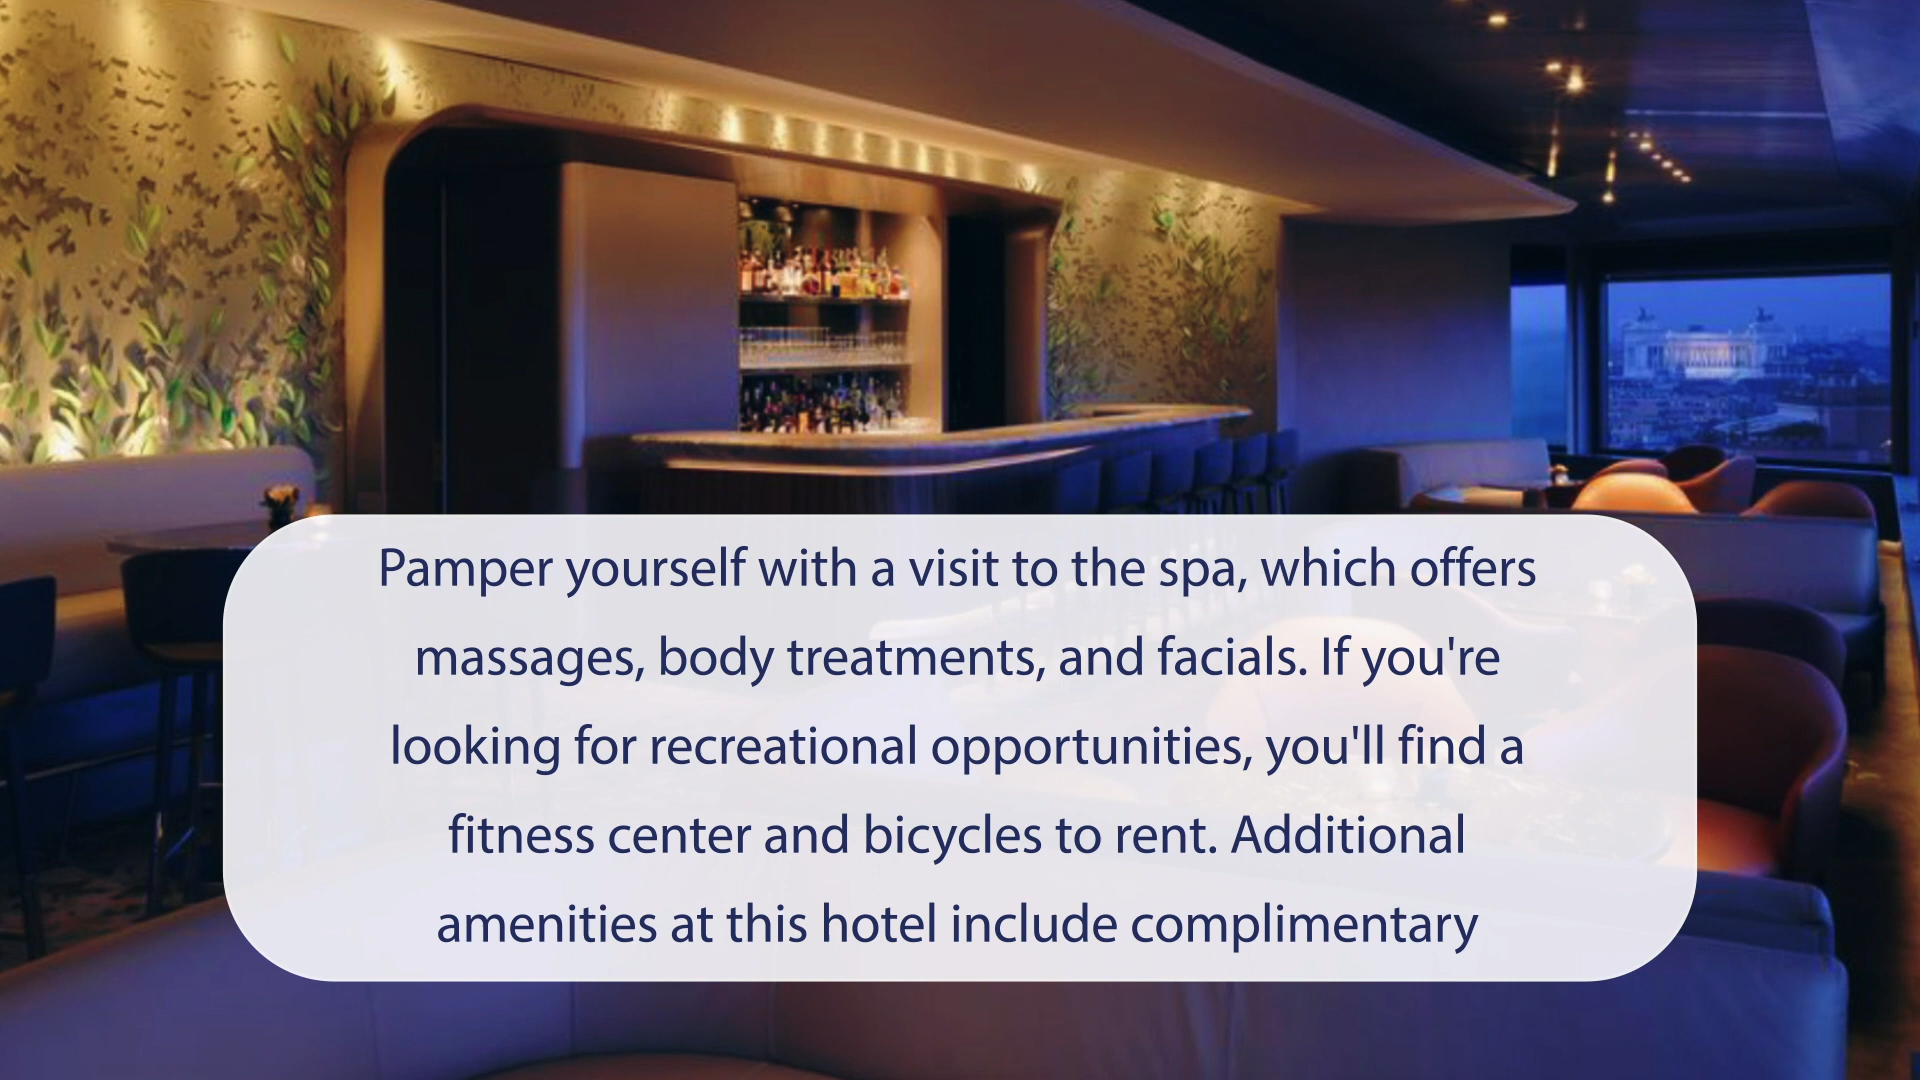 Pamper yourself with a visit to the spa, which offers
massages, body treatments, and facials. If you're
looking for recreational opportunities, you'll find a
fitness center and bicycles to rent. Additional
amenities at this hotel include complimentary